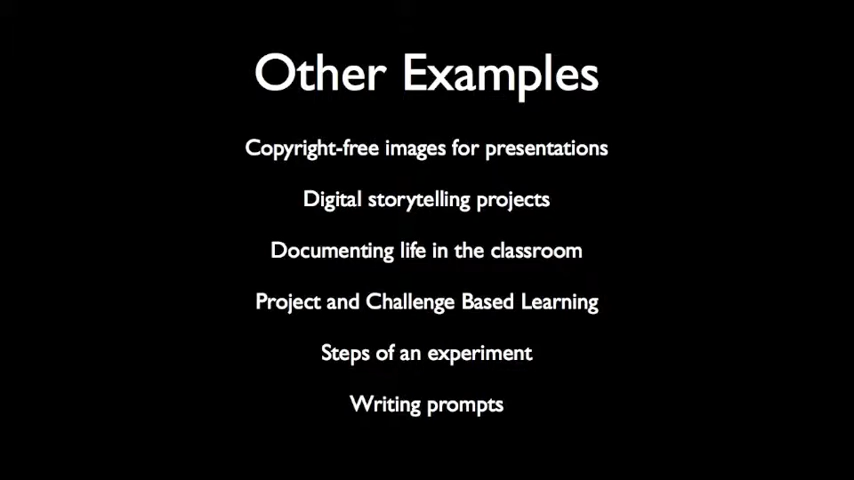 Other Examples
Copyright-free images for presentations
Digital storytelling projects
Documenting life in the classroom
Project and Challenge Based Learning
Steps of an experiment
Writing prompts